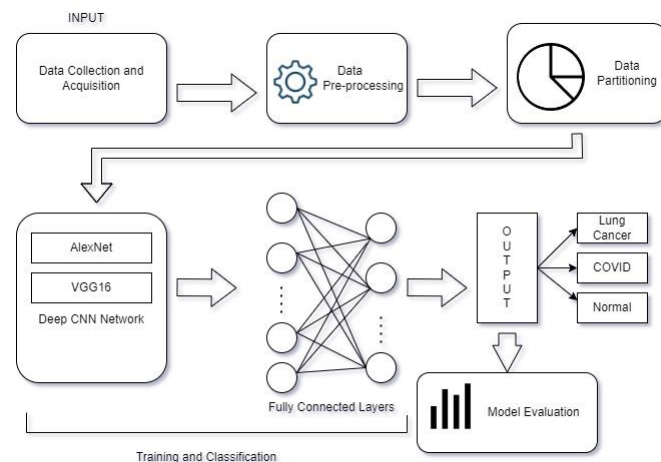 INPUT
Data Collection and
Acquisition
Data
Pre-processing
Data
Partitioning
AlexNet
VGG16
Deep CNN Network
Fully Connected Layers
O
U
T
P
U
T
Lung
Cancer
COVID
Normal
Model Evaluation
Training and Classification